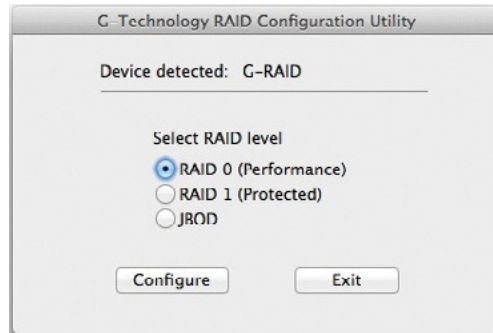 G-Technology RAID Configuration Utility
Device detected: G-RAID
Select RAID level
RAID 0 (Performance)
RAID 1 (Protected)
JBOD
Configure Exit